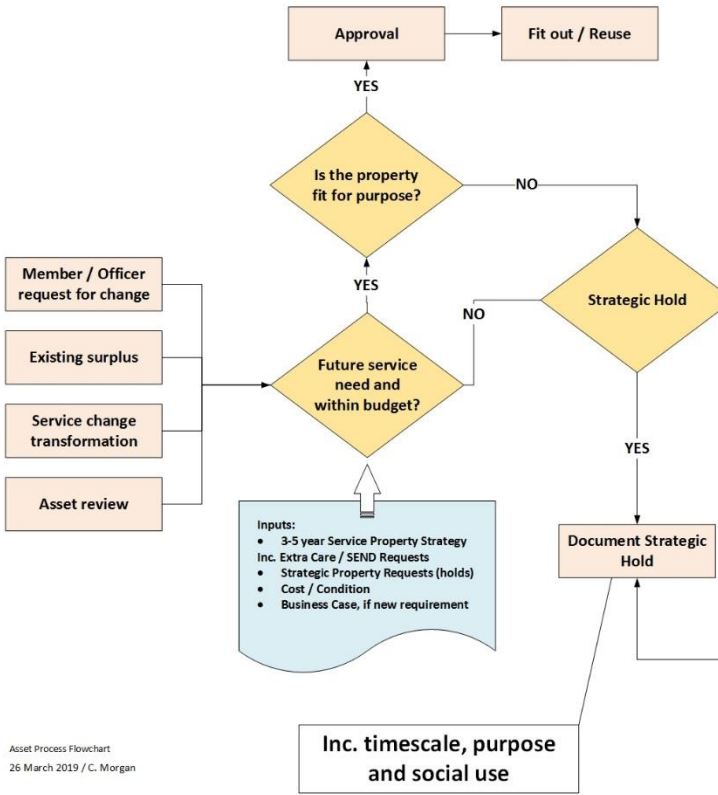 Approval
Fit out / Reuse
YES
Is the property
fit for purpose?
NO
Member / Officer
request for change
YES
Strategic Hold
NO
Existing surplus
Future service
need and
within budget?
Service change
transformation
YES
Asset review
Inputs:
• 3-5 year Service Property Strategy
Inc. Extra Care / SEND Requests
• Strategic Property Requests (holds)
• Cost / Condition
• Business Case, if new requirement
Document Strategic
Hold
Inc. timescale, purpose
and social use
Asset Process Flowchart
26 March 2019 / C. Morgan